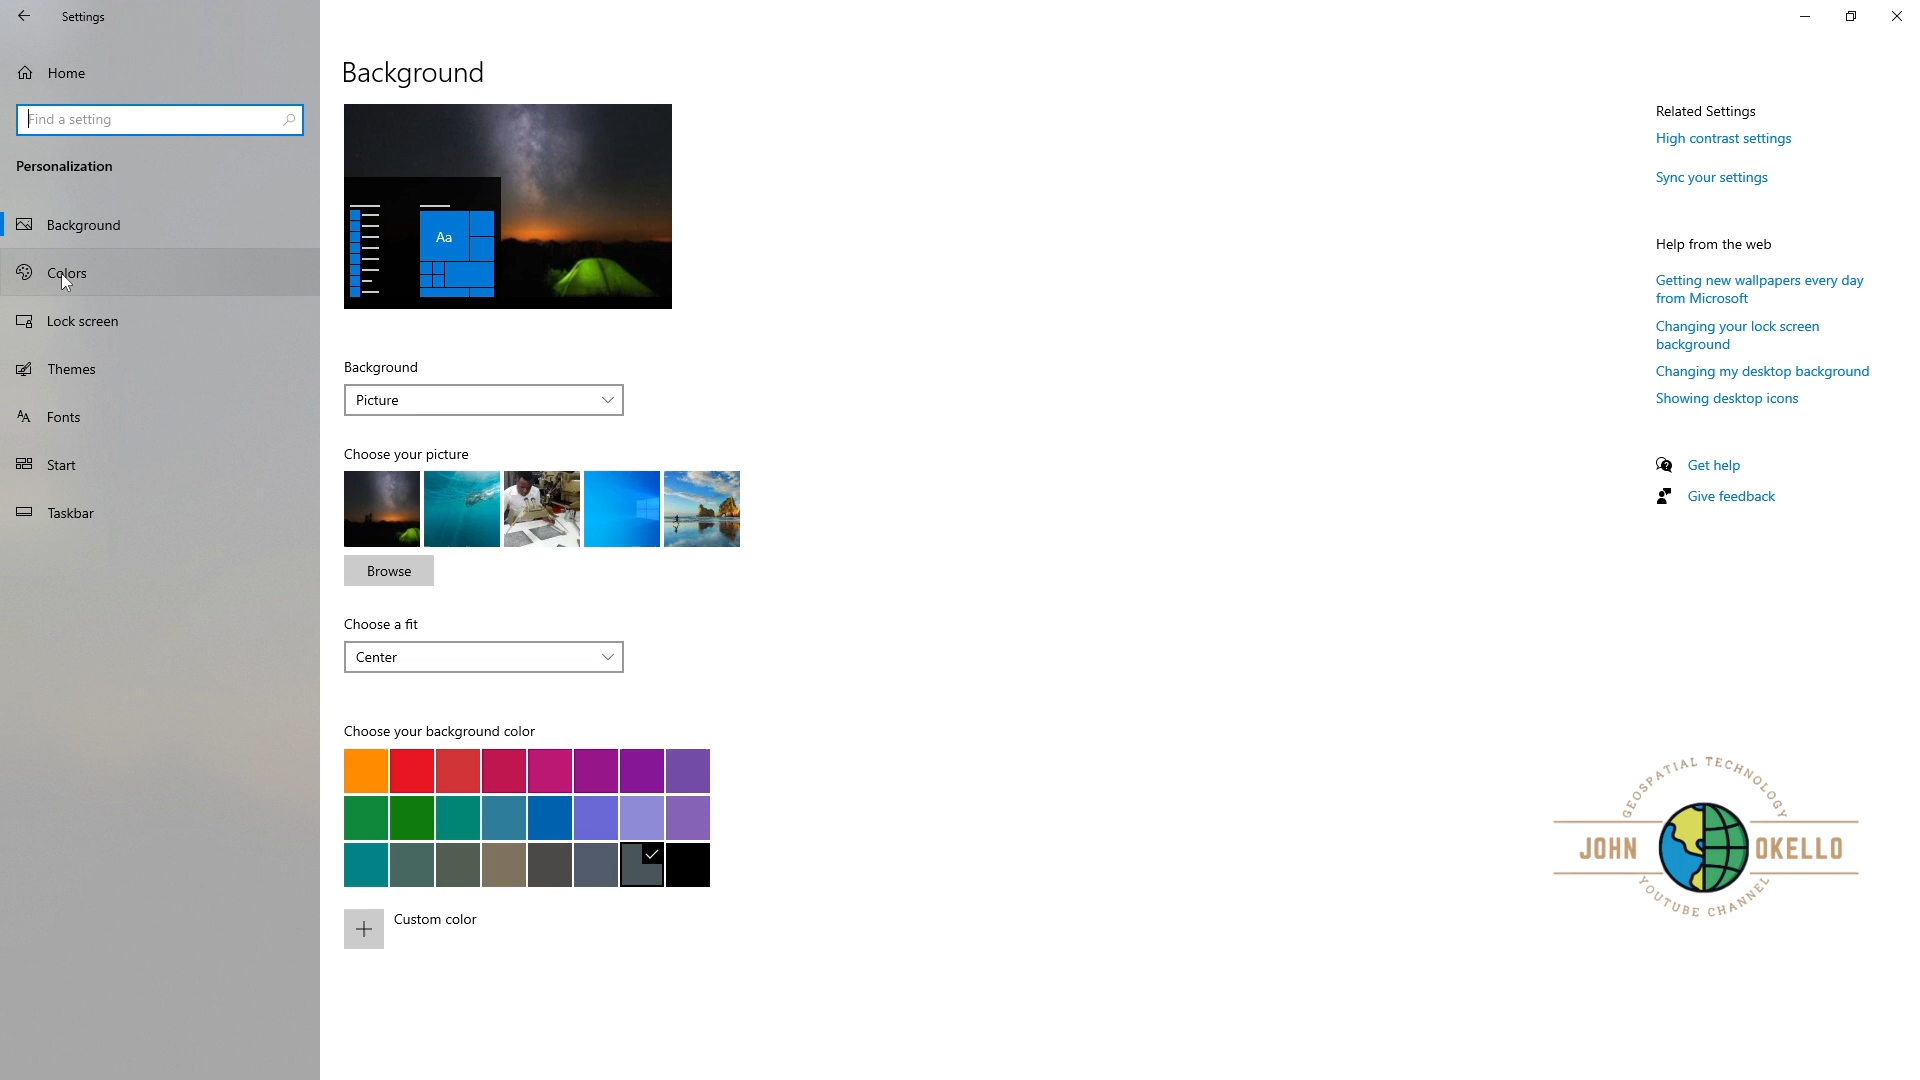 Settings
Home
Find a setting
Personalization
Background
Colors
Lock screen
Themes
Fonts
Start
Taskbar
Background
Aa
Background
Picture
Choose your picture
Browse
Choose a fit
Center
Choose your background color
Custom color
Related Settings
High contrast settings
Sync your settings
Help from the web
Getting new wallpapers every day
from Microsoft
Changing your lock screen
background
Changing my desktop background
Showing desktop icons
Get help
Give feedback
GEOSPATIAL TECHNOLOGY
JOHN OKELLO
YOUTUBE CHANNEL